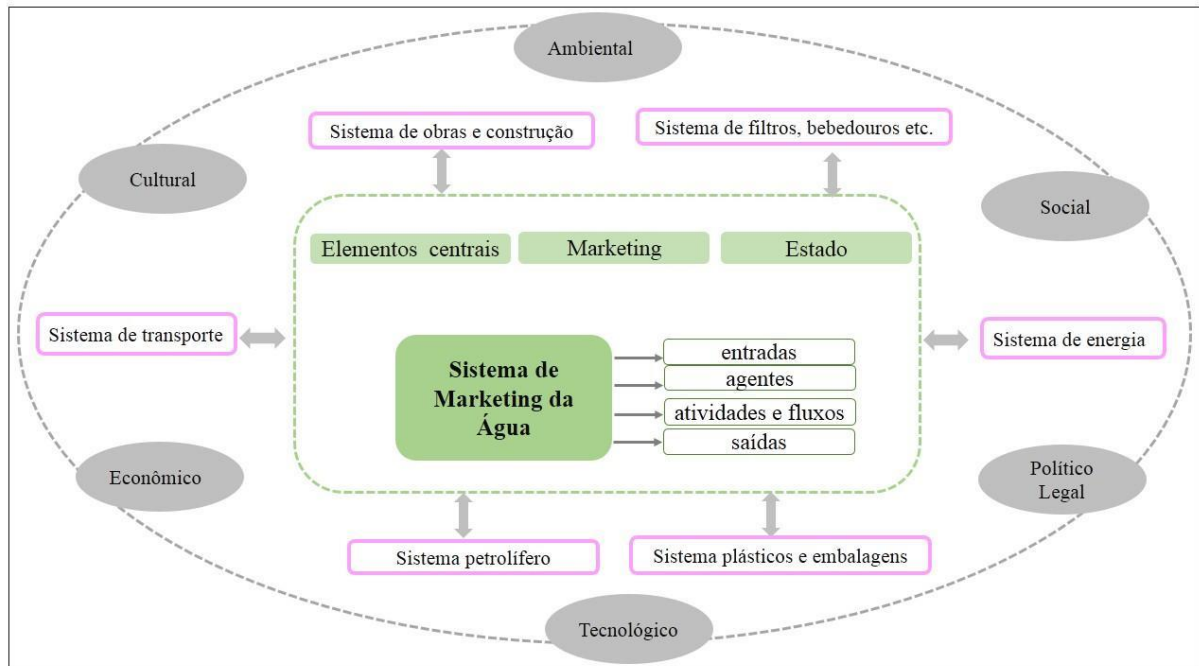 Ambiental
Sistema de obras e construção
Sistema de filtros, bebedouros etc.
Cultural
Social
Elementos centrais
Marketing
Estado
Sistema de transporte
Sistema de energia
Sistema de
Marketing da
Água
entradas
agentes
atividades e fluxos
saídas
Econômico
Político
Legal
Sistema petrolífero
Sistema plásticos e embalagens
Tecnológico